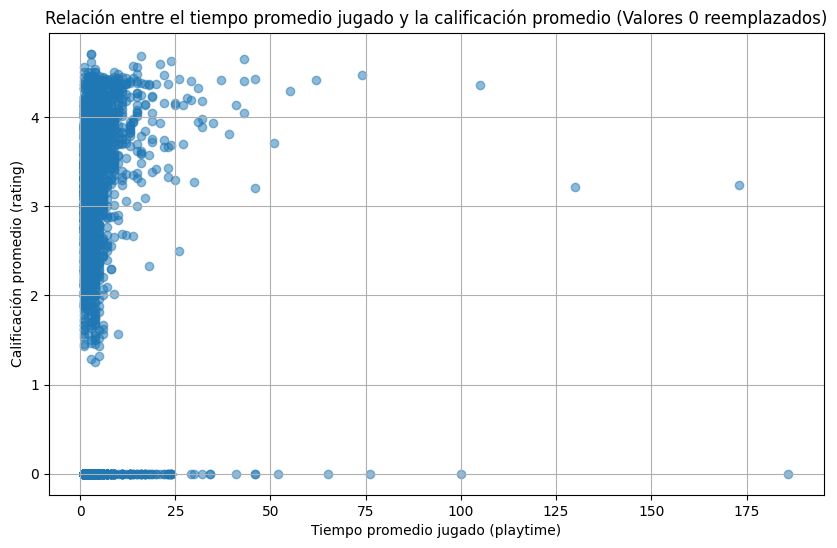 Relación entre el tiempo promedio jugado y la calificación promedio (Valores 0 reemplazados)
Calificación promedio (rating)
4
3
2
1
0
0 25 50 75 100 125 150 175
Tiempo promedio jugado (playtime)